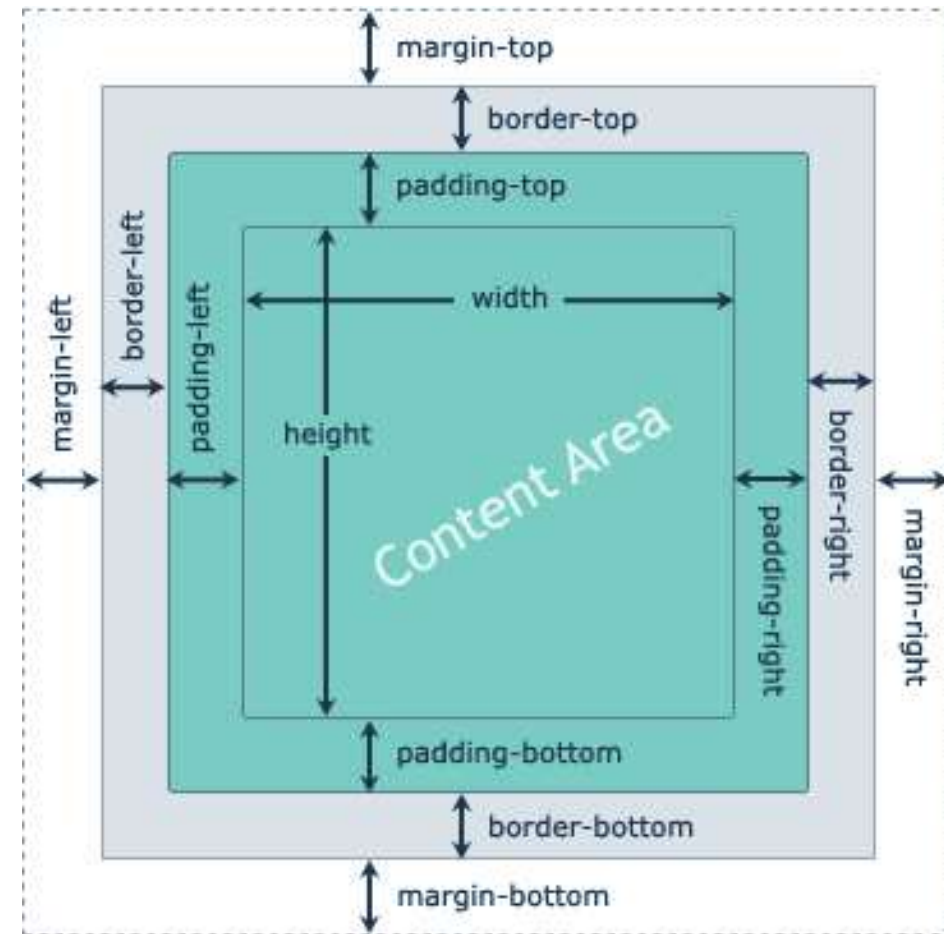 margin-top
border-top
padding-top
border-left
width
padding-left
margin-left
height
Content Area
border-right
padding-right
margin-right
padding-bottom
border-bottom
margin-bottom